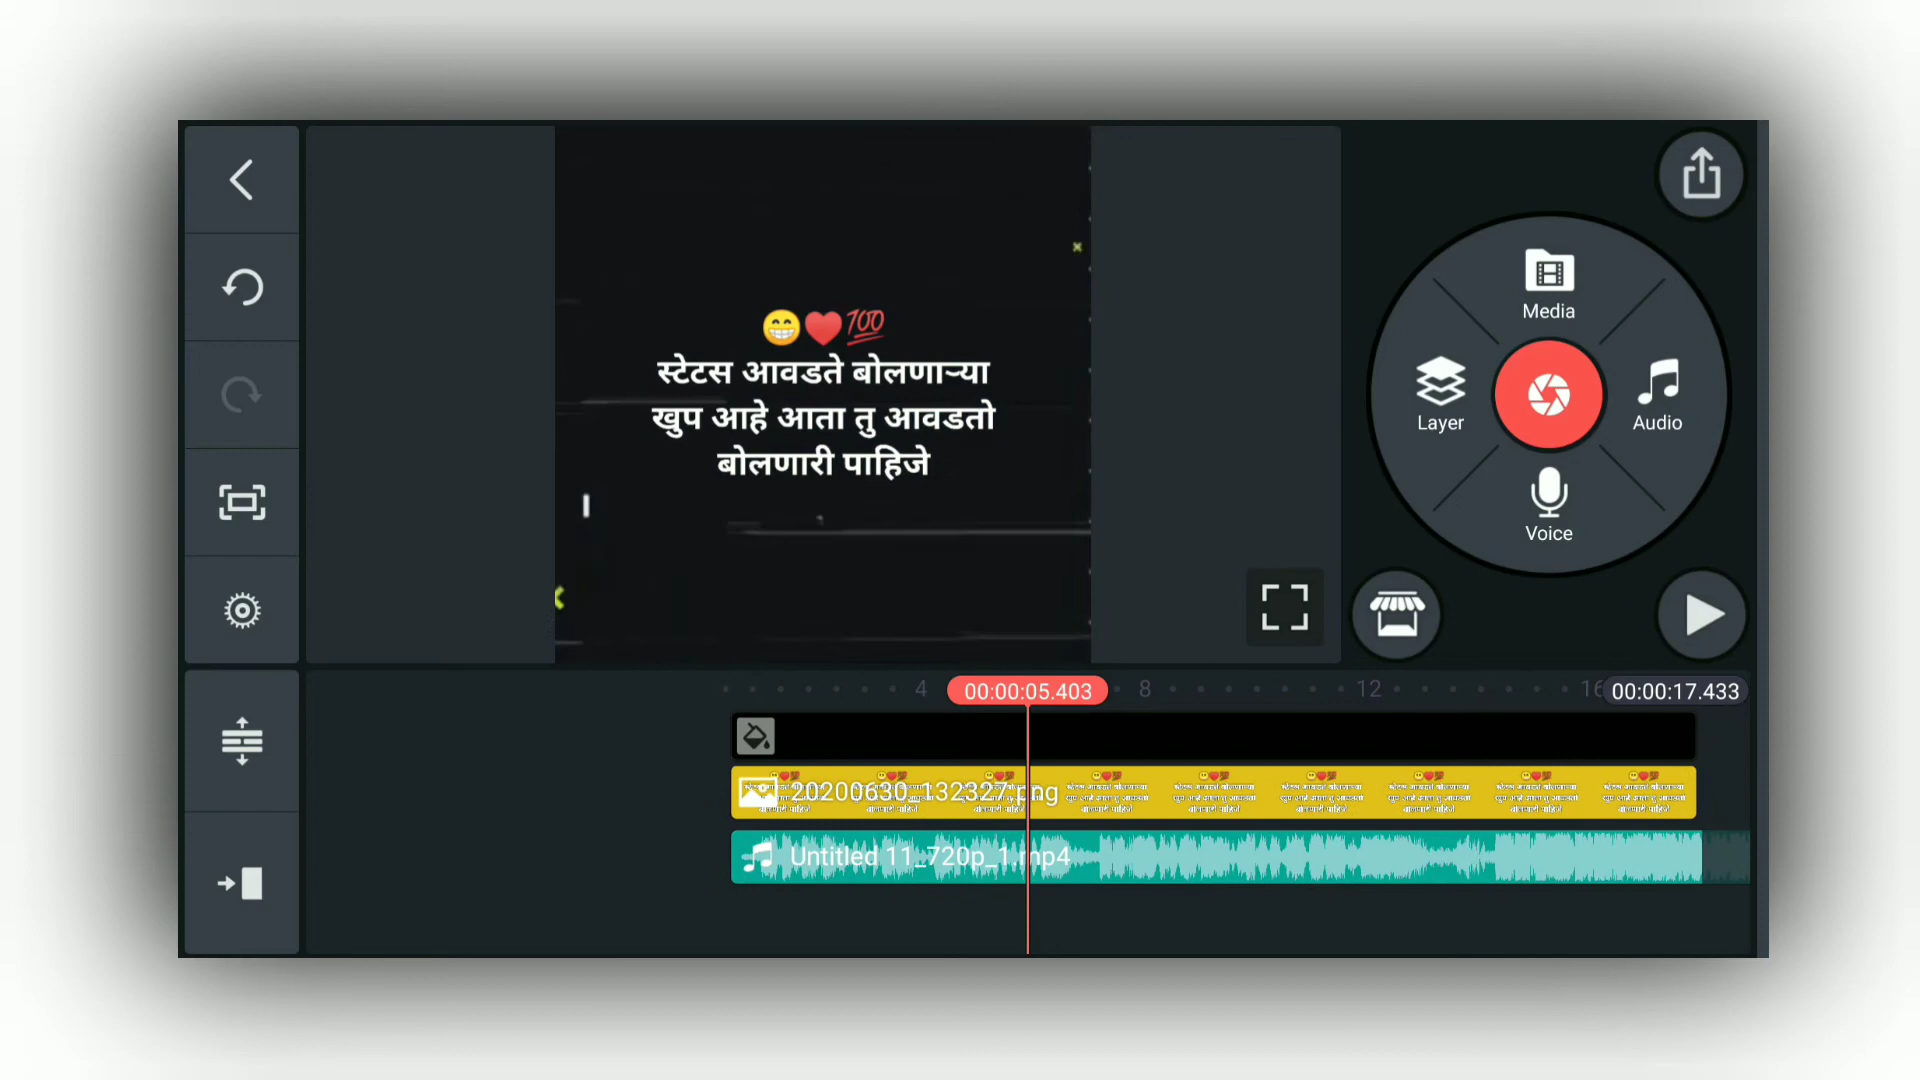 😁❤️💯
स्टेटस आवडते बोलणाऱ्या
खुप आहे आता तु आवडतो
बोलणारी पाहिजे
Media
Layer
Audio
Voice
4
00:00:05.403
8
12
16
00:00:17.433
20200630_132327.png
Untitled 11_720p_1.mp4